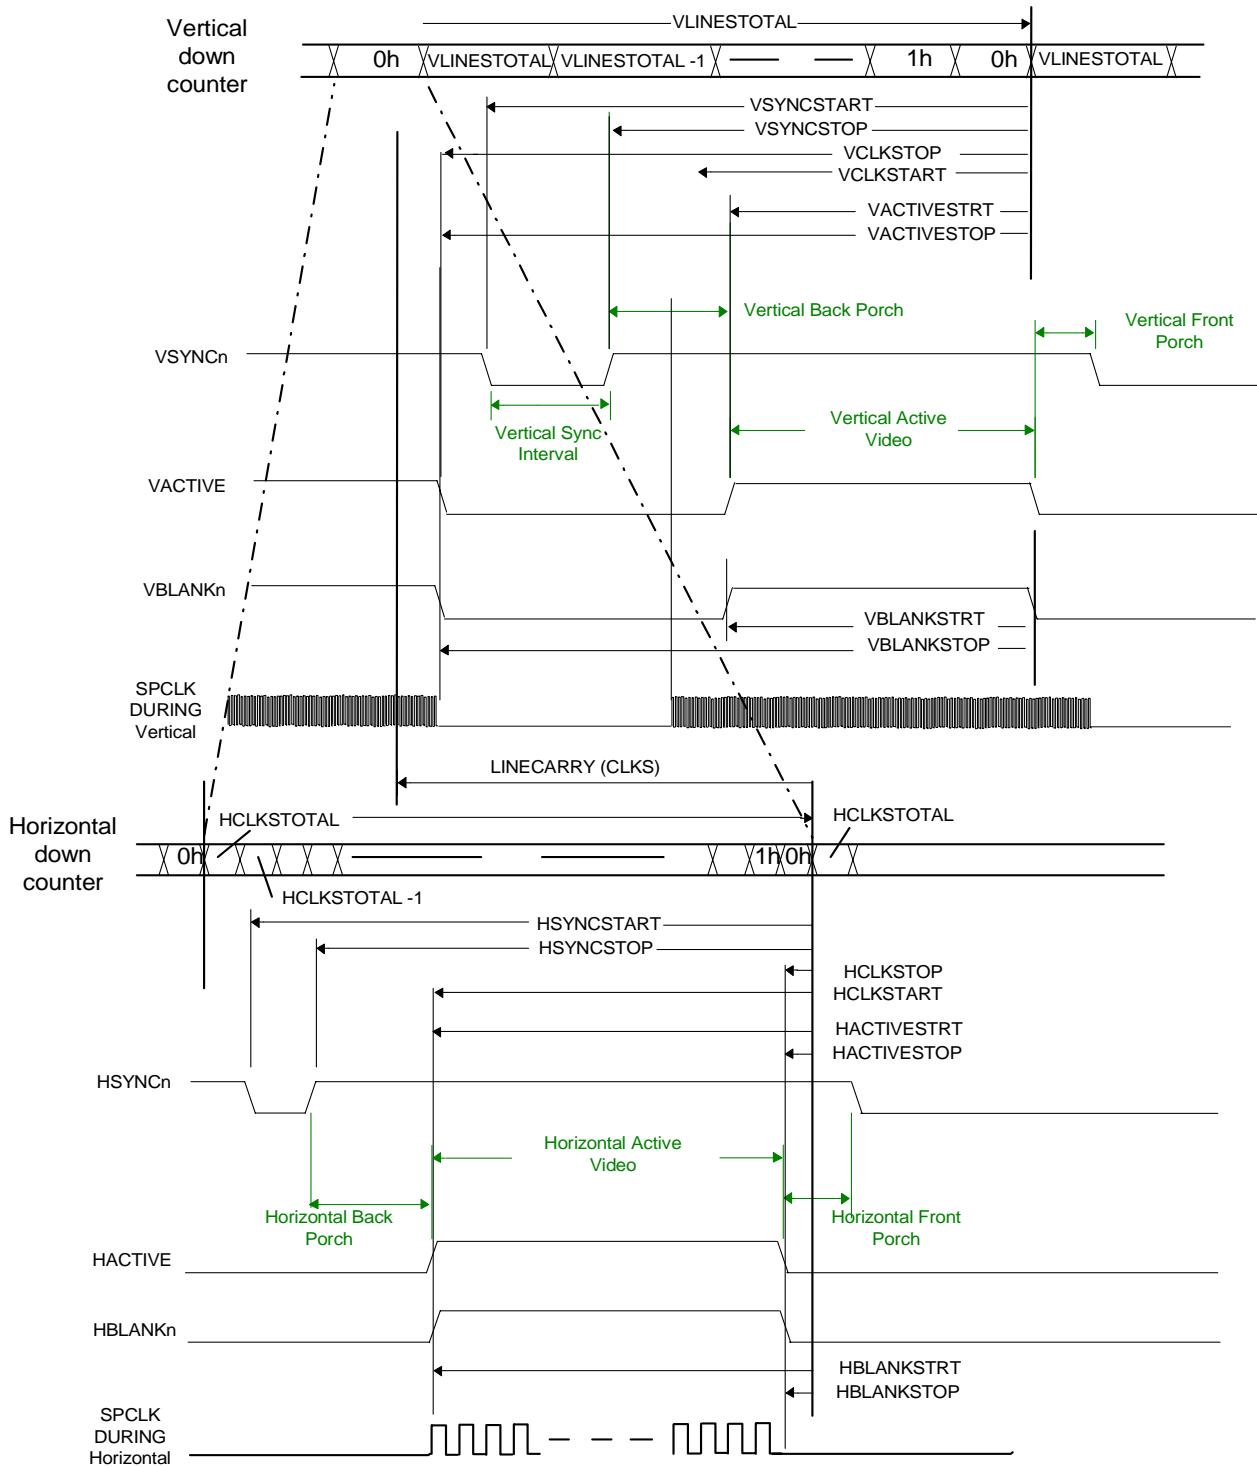 VLINESTOTAL
Vertical
down
counter
0h
VLINESTOTAL
VLINESTOTAL -1
1h
0h
VLINESTOTAL
VSYNCSTART
VSYNCSTOP
VCLKSTOP
VCLKSTART
VACTIVESTRT
VACTIVESTOP
Vertical Back Porch
Vertical Front
Porch
VSYNCn
Vertical Sync
Interval
Vertical Active
Video
VACTIVE
VBLANKn
VBLANKSTRT
VBLANKSTOP
SPCLK
DURING
Vertical
LINECARRY (CLKS)
HCLKSTOTAL
HCLKSTOTAL
Horizontal
down
counter
0h
1h
0h
HCLKSTOTAL -1
HSYNCSTART
HSYNCSTOP
HCLKSTOP
HCLKSTART
HACTIVESTRT
HACTIVESTOP
HSYNCn
Horizontal Active
Video
Horizontal Back
Porch
Horizontal Front
Porch
HACTIVE
HBLANKn
HBLANKSTRT
HBLANKSTOP
SPCLK
DURING
Horizontal